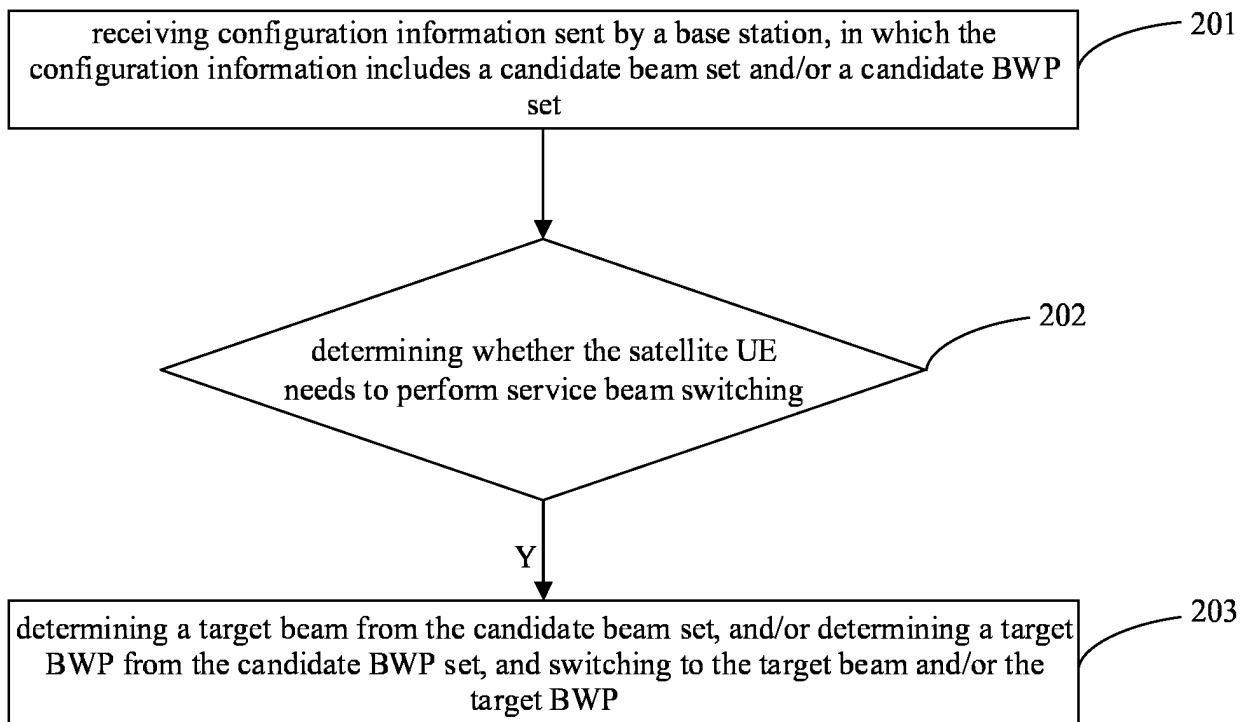 receiving configuration information sent by a base station, in which the
configuration information includes a candidate beam set and/or a candidate BWP
set
201
determining whether the satellite UE
needs to perform service beam switching
202
Y
determining a target beam from the candidate beam set, and/or determining a target
BWP from the candidate BWP set, and switching to the target beam and/or the
target BWP
203